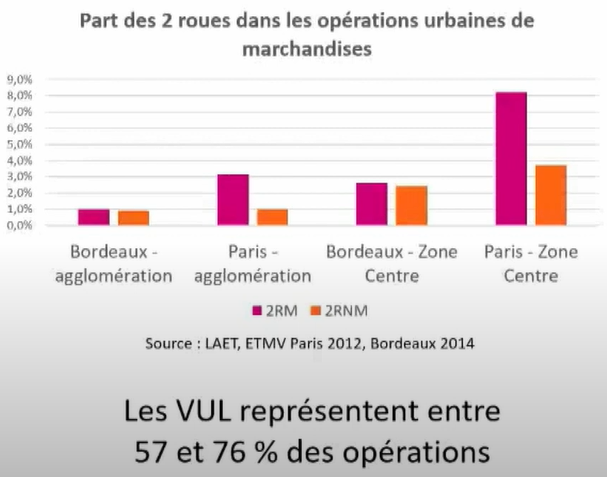 Part des 2 roues dans les opérations urbaines de
marchandises
9,0%
8,0%
7,0%
6,0%
5,0%
4,0%
3,0%
2,0%
1,0%
0,0%
Bordeaux -
agglomération
Paris -
agglomération
Bordeaux - Zone
Centre
Paris - Zone
Centre
2RM 2RNM
Source : LAET, ETMV Paris 2012, Bordeaux 2014
Les VUL représentent entre
57 et 76 % des opérations